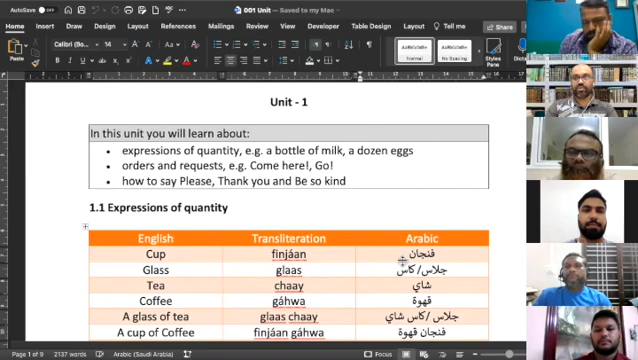 AutoSave
OFF
001 Unit — Saved to my Mac
Home
Insert
Draw
Design
Layout
References
Mailings
Review
View
Developer
Table Design
Layout
Tell me
Share
Paste
Calibri (Bo...
14
Normal
No Spacing
Styles
Pane
Unit - 1
In this unit you will learn about:
• expressions of quantity, e.g. a bottle of milk, a dozen eggs
• orders and requests, e.g. Come here!, Go!
• how to say Please, Thank you and Be so kind
1.1 Expressions of quantity
English Transliteration Arabic
Cup finjáan فنجان
Glass glaas جلاس/كاس
Tea chaay شاي
Coffee gáhwa قهوة
A glass of tea glaas chaay جلاس /كاس شاي
A cup of Coffee finjáan gáhwa فنجان قهوة
Page 1 of 9
2137 words
Arabic (Saudi Arabia)
Focus